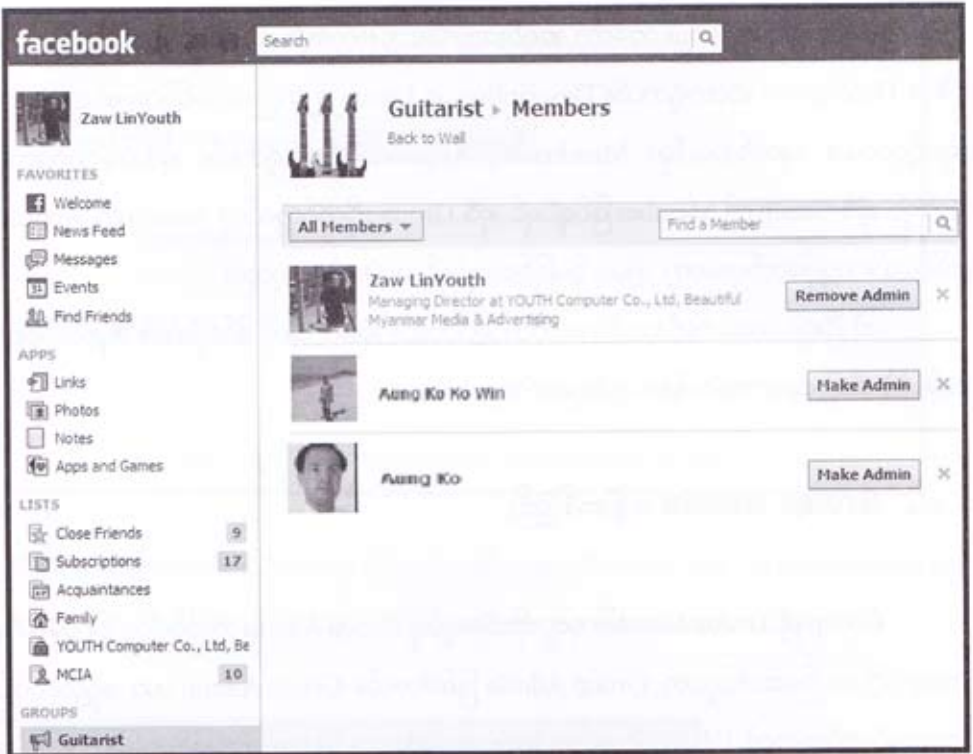 facebook
Search
Zaw LinYouth
FAVORITES
Welcome
News Feed
Messages
Events
Find Friends
APPS
Links
Photos
Notes
Apps and Games
LISTS
Close Friends 9
Subscriptions 17
Acquaintances
Family
YOUTH Computer Co., Ltd, Be
MCIA 10
GROUPS
Guitarist
Guitarist ▸ Members
Back to Wall
All Members
Find a Member
Zaw LinYouth
Managing Director at YOUTH Computer Co., Ltd, Beautiful
Myanmar Media & Advertising
Remove Admin ×
Aung Ko Ko Win
Make Admin ×
Aung Ko
Make Admin ×